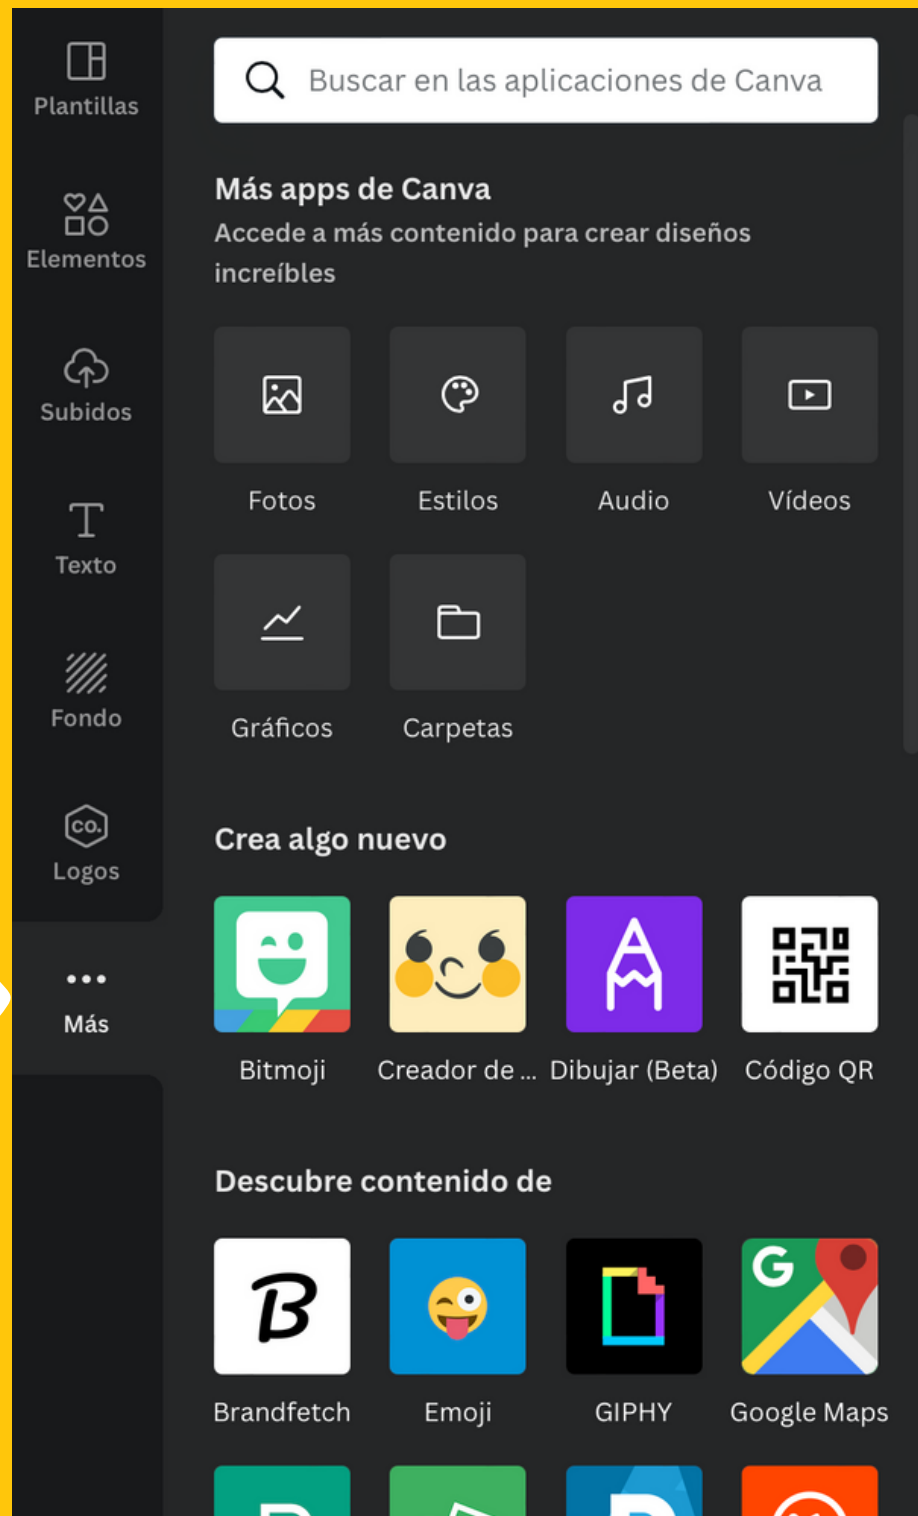 Plantillas
Elementos
Subidos
Texto
Fondo
CO.
Logos
Más
Buscar en las aplicaciones de Canva
Más apps de Canva
Accede a más contenido para crear diseños
increíbles
Fotos
Estilos
Audio
Vídeos
Gráficos
Carpetas
Crea algo nuevo
Bitmoji
Creador de ...
Dibujar (Beta)
Código QR
Descubre contenido de
B
G
Brandfetch
Emoji
GIPHY
Google Maps